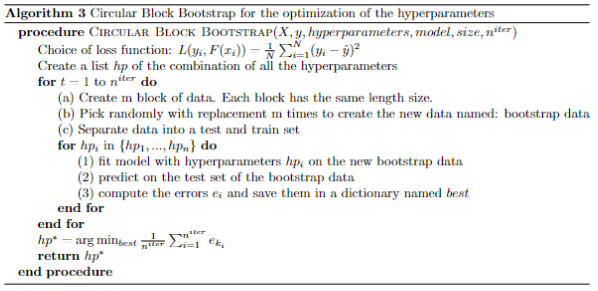 Algorithm 3 Circular Block Bootstrap for the optimization of the hyperparameters
procedure CIRCULAR BLOCK BOOTSTRAP(X, y, hyperparameters, model, size, n^{iter})
Choice of loss function: L(y_i, F(x_i)) = \frac{1}{N} \sum_{i=1}^{N} (y_i − ŷ)^2
Create a list hp of the combination of all the hyperparameters
for t = 1 to n^{iter} do
(a) Create m block of data. Each block has the same length size.
(b) Pick randomly with replacement m times to create the new data named: bootstrap data
(c) Separate data into a test and train set
for hp_i in {hp_1, ..., hp_n} do
(1) fit model with hyperparameters hp_i on the new bootstrap data
(2) predict on the test set of the bootstrap data
(3) compute the errors e_i and save them in a dictionary named best
end for
end for
hp* = arg min_{best} \frac{1}{n^{iter}} \sum_{i=1}^{n^{iter}} e_{k_i}
return hp*
end procedure